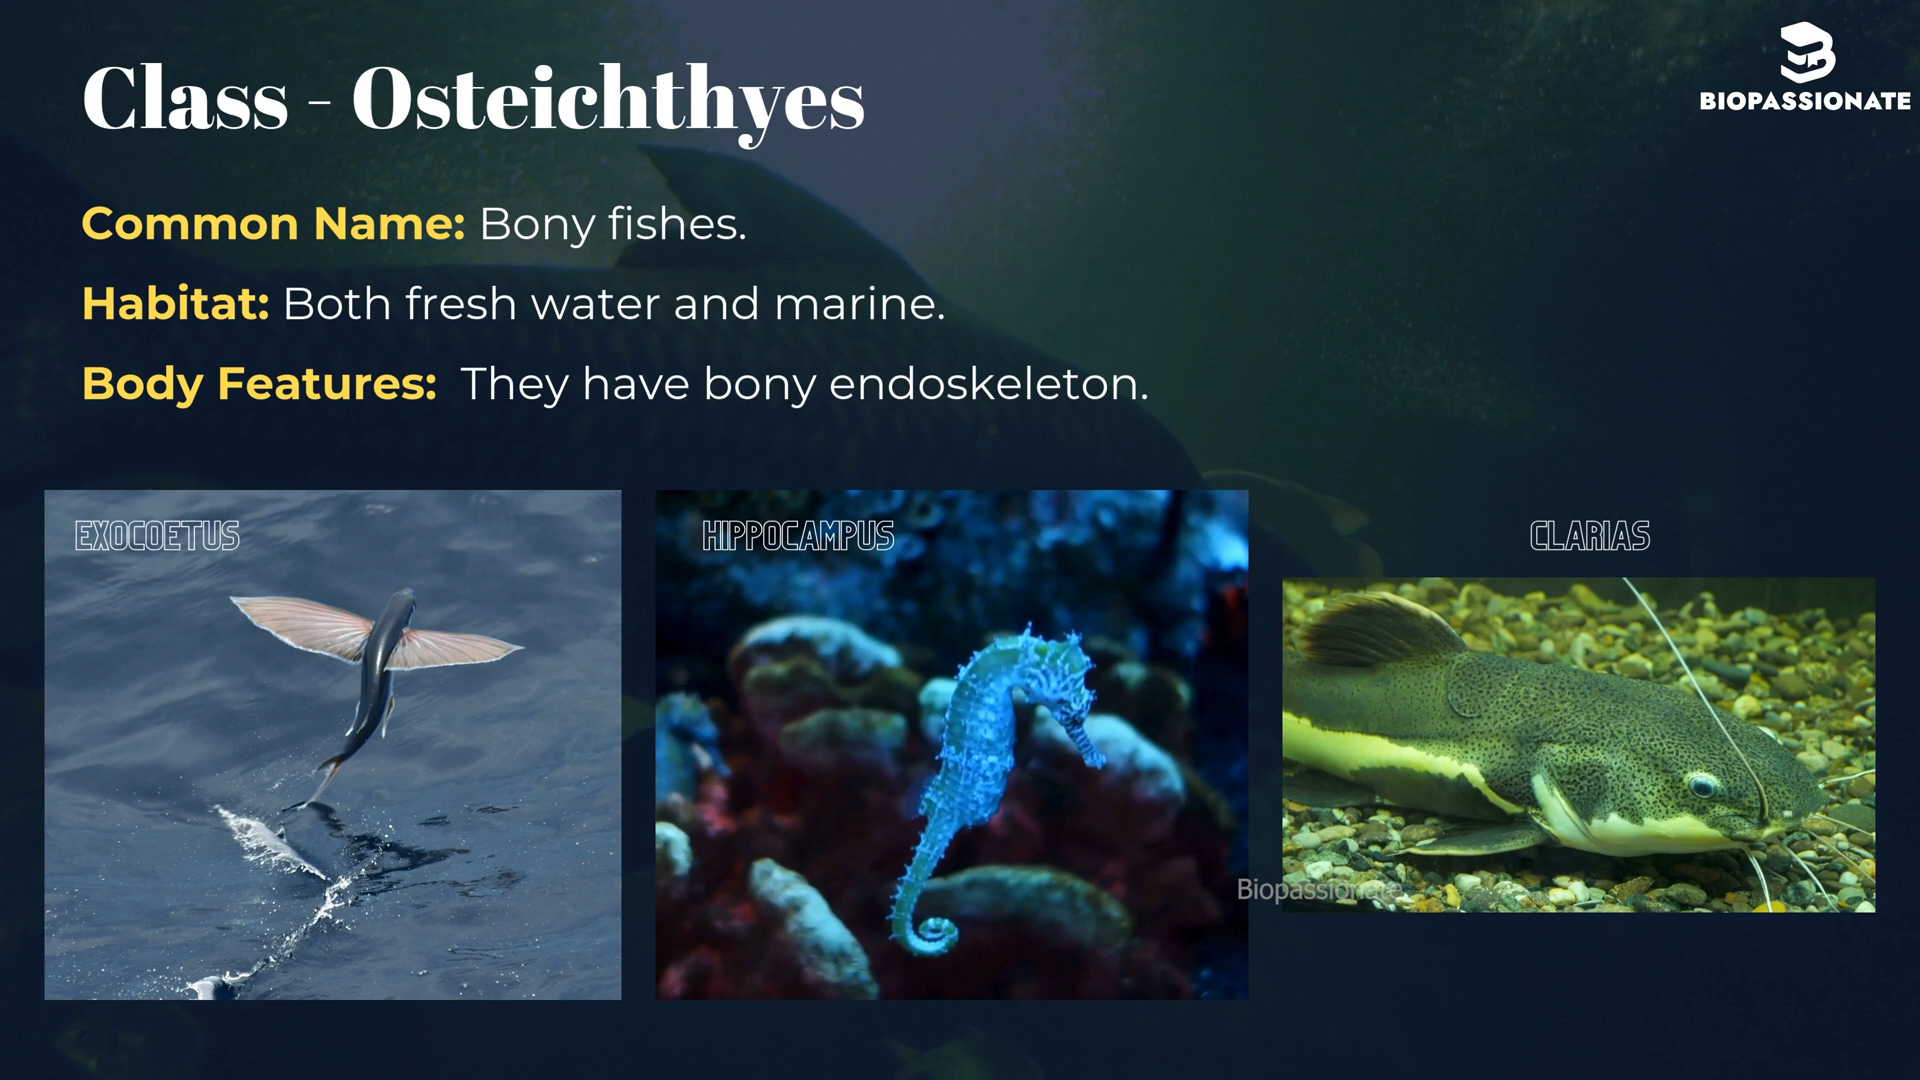 Class - Osteichthyes
BIOPASSIONATE
Common Name: Bony fishes.
Habitat: Both fresh water and marine.
Body Features: They have bony endoskeleton.
EXOCOETUS
HIPPOCAMPUS
CLARIAS
Biopassionate